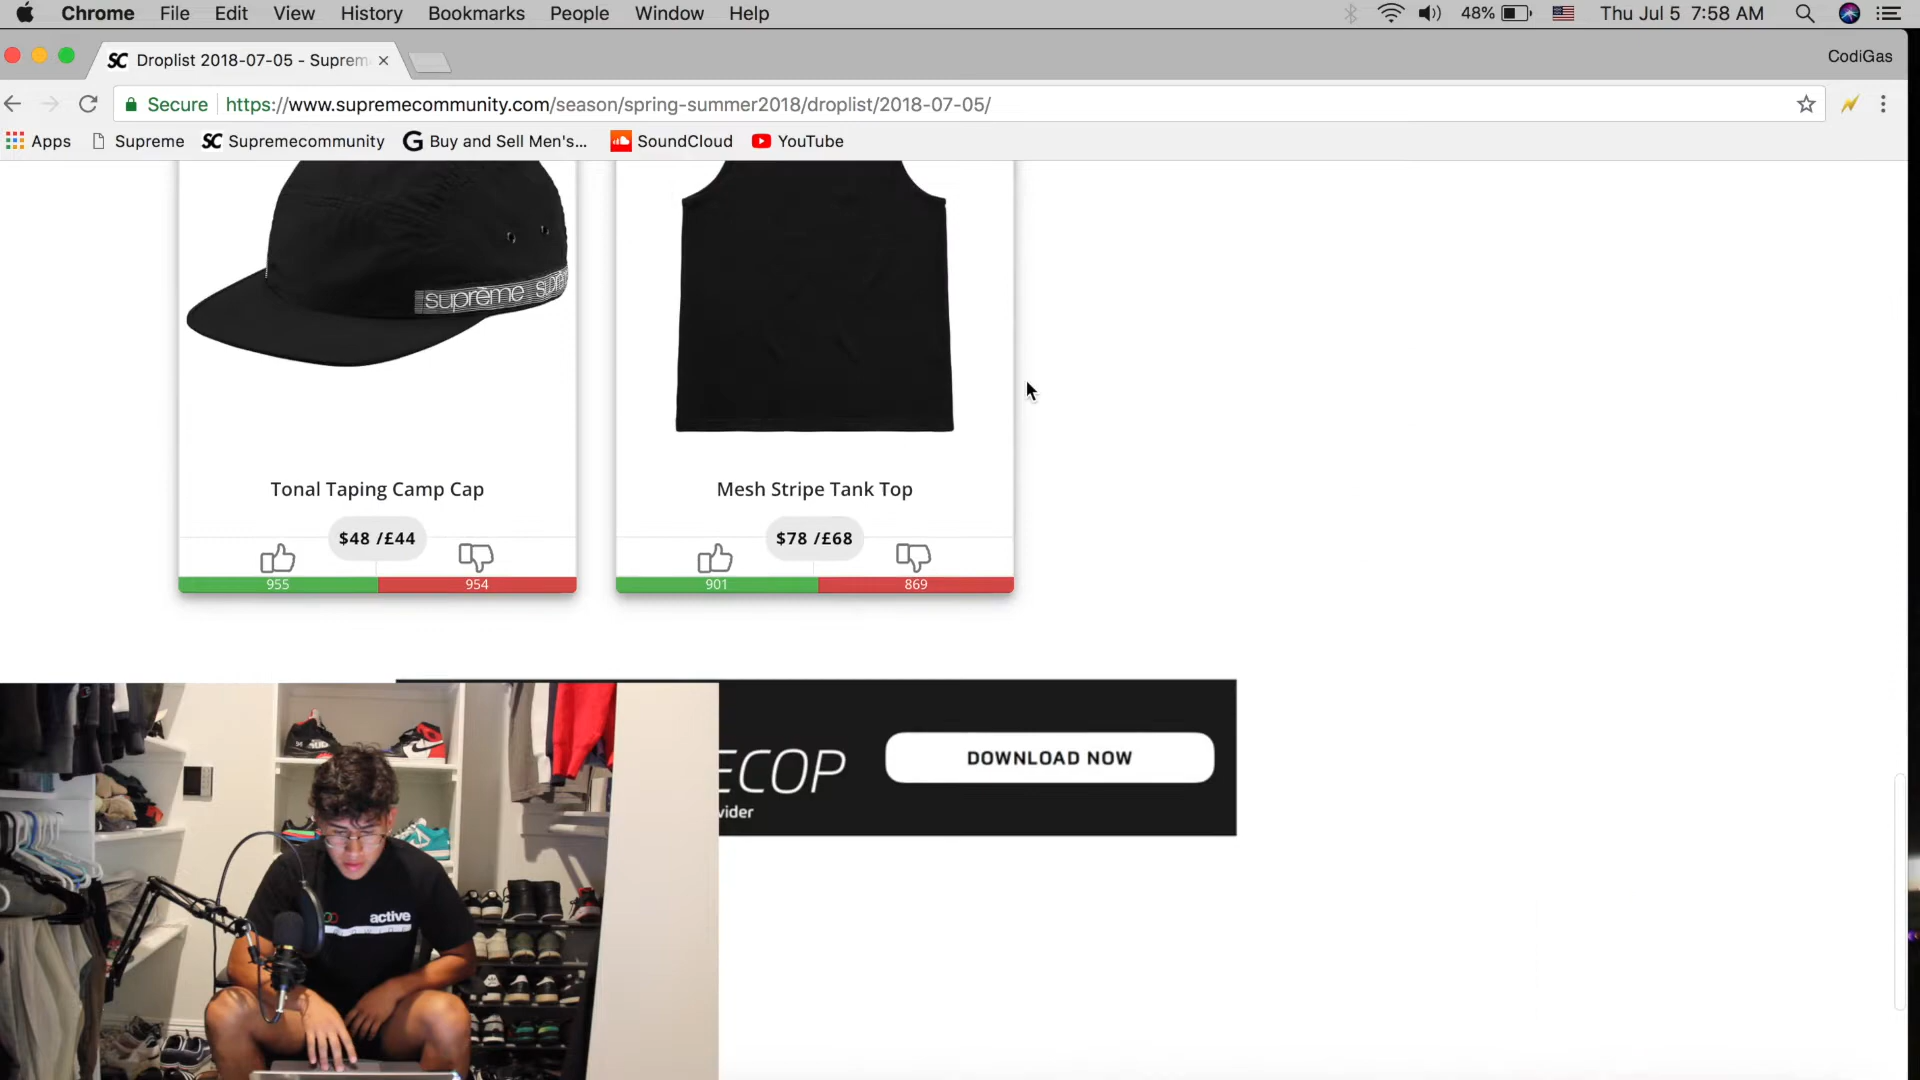 Chrome File Edit View History Bookmarks People Window Help 48% Thu Jul 5 7:58 AM
SC Droplist 2018-07-05 - Suprem CodiGas
Secure https://www.supremecommunity.com/season/spring-summer2018/droplist/2018-07-05/
Apps Supreme SC Supremecommunity G Buy and Sell Men's... SoundCloud YouTube
suprême
Tonal Taping Camp Cap
$48 /£44
955 954
Mesh Stripe Tank Top
$78 /£68
901 869
ECOP
vider
DOWNLOAD NOW
active